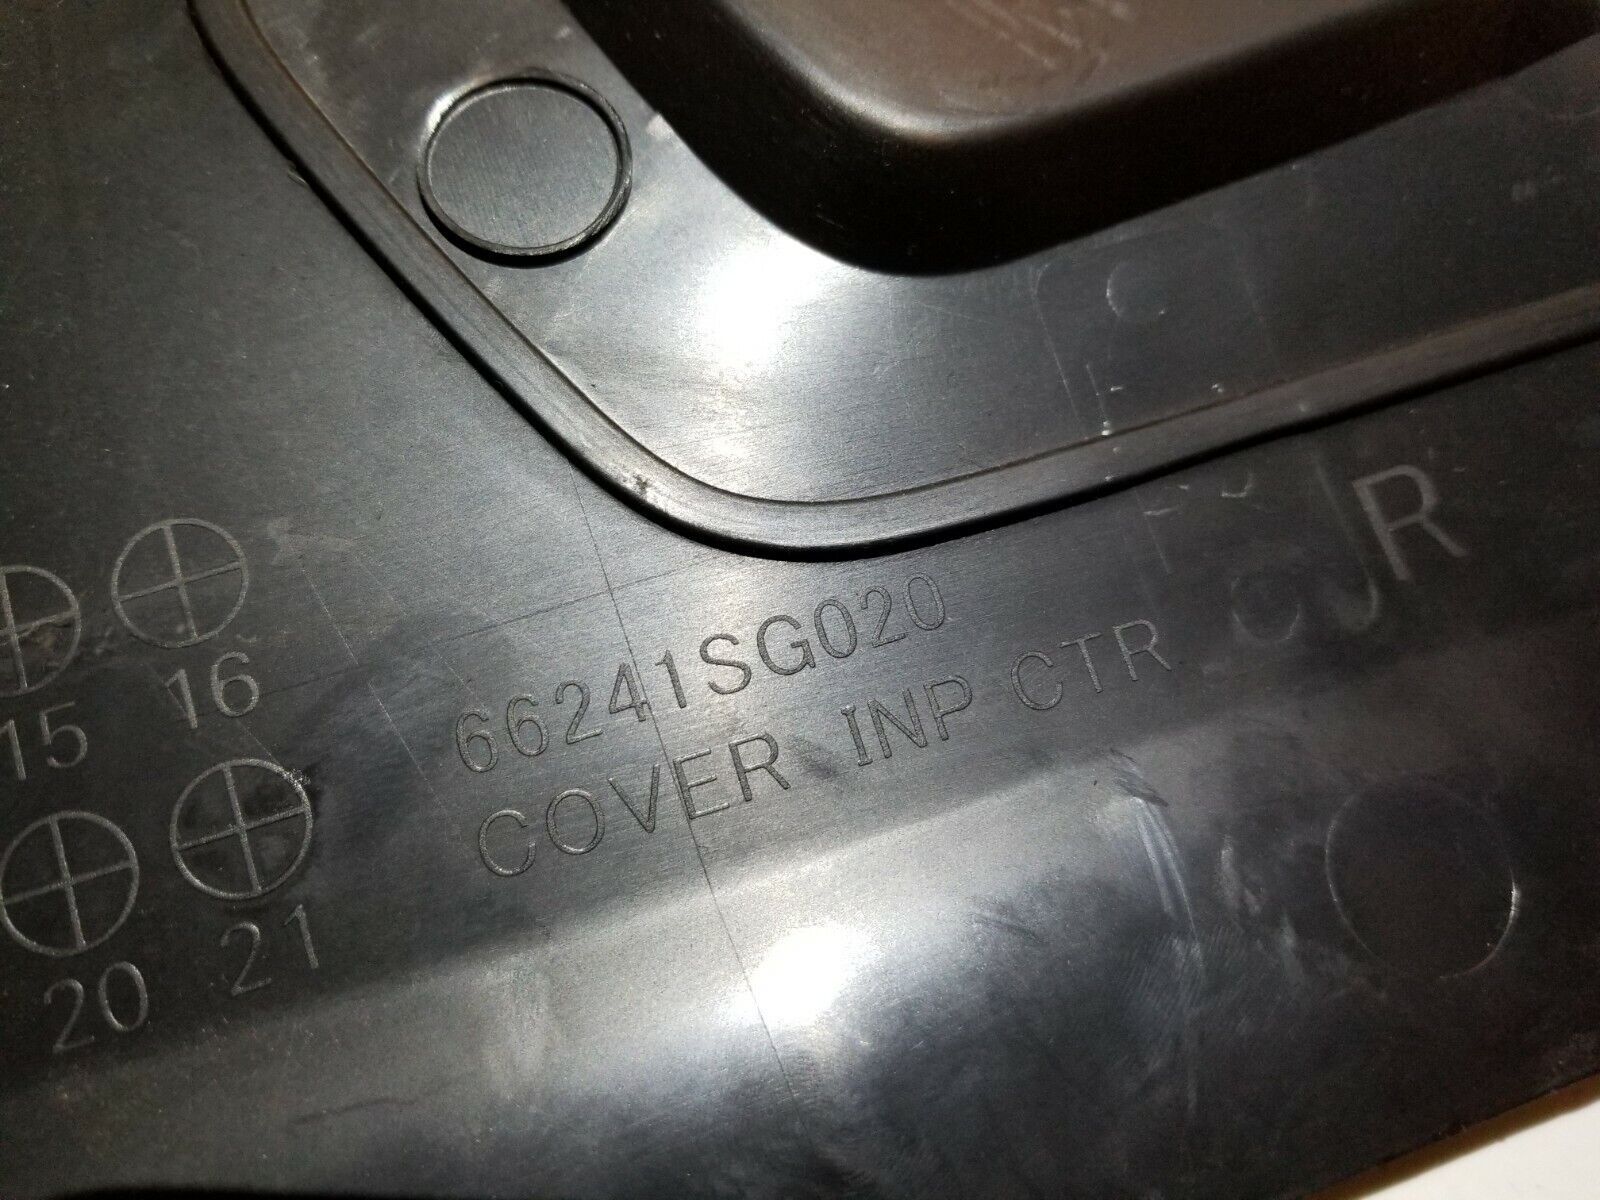 R
66241SG020
COVER INP CTR
15 16
20 21